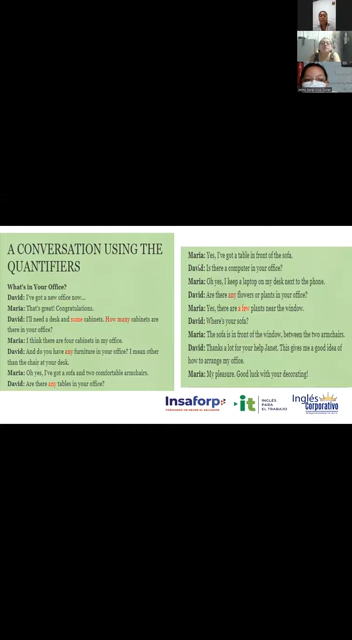 A CONVERSATION USING THE
QUANTIFIERS
What's in Your Office?
David: I've got a new office now...
Maria: That's great! Congratulations.
David: I'll need a desk and some cabinets. How many cabinets are
there in your office?
Maria: I think there are four cabinets in my office.
David: And do you have any furniture in your office? I mean other
than the chair at your desk.
Maria: Oh yes, I've got a sofa and two comfortable armchairs.
David: Are there any tables in your office?
Maria: Yes, I've got a table in front of the sofa.
David: Is there a computer in your office?
Maria: Oh yes, I keep a laptop on my desk next to the phone.
David: Are there any flowers or plants in your office?
Maria: Yes, there are a few plants near the window.
David: Where's your sofa?
Maria: The sofa is in front of the window, between the two armchairs.
David: Thanks a lot for your help Janet. This gives me a good idea of
how to arrange my office.
Maria: My pleasure. Good luck with your decorating!
Insaforp
it
INGLÉS
PARA
EL TRABAJO
Inglés
Corporativo